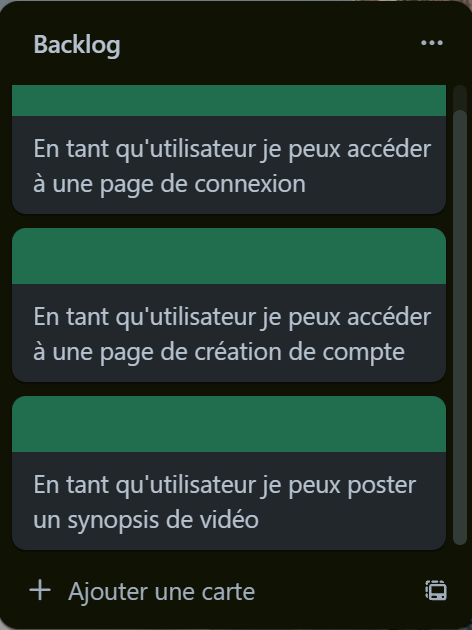 Backlog
En tant qu'utilisateur je peux accéder
à une page de connexion
En tant qu'utilisateur je peux accéder
à une page de création de compte
En tant qu'utilisateur je peux poster
un synopsis de vidéo
Ajouter une carte